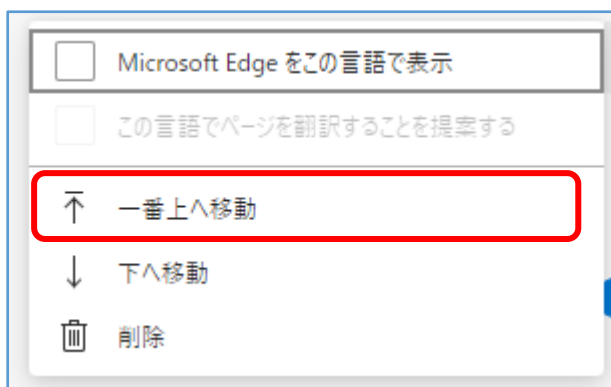 Microsoft Edge をこの言語で表示
この言語でページを翻訳することを提案する
一番上へ移動
下へ移動
削除